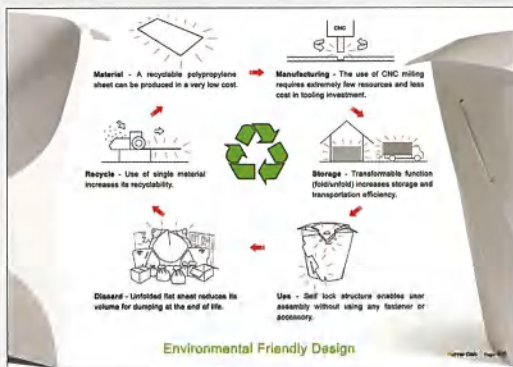 CNC
Material - A recyclable polypropylene
sheet can be produced in a very low cost.
Manufacturing - The use of CNC milling
requires extremely few resources and less
cost in tooling investment.
Recycle - Use of single material
increases its recyclability.
Storage - Transformable function
(fold/unfold) increases storage and
transportation efficiency.
Discard - Unfolded flat sheet reduces its
volume for dumping at the end of life.
Use - Self lock structure enables user
assembly without using any fastener or
accessory.
Environmental Friendly Design
Page